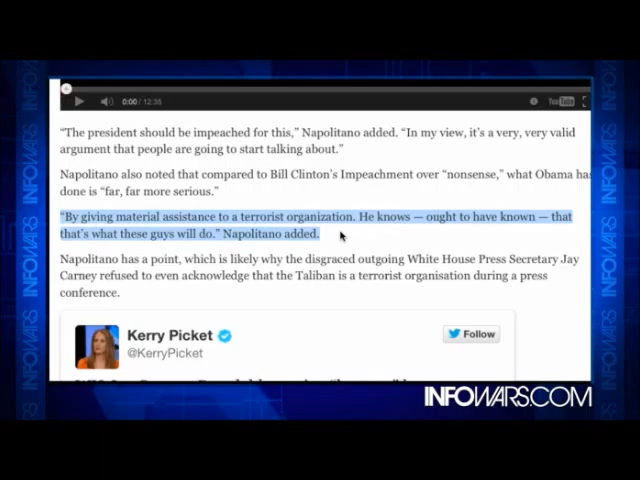 0:00 / 12:35
YouTube
“The president should be impeached for this,” Napolitano added. “In my view, it’s a very, very valid
argument that people are going to start talking about.”
Napolitano also noted that compared to Bill Clinton’s Impeachment over “nonsense,” what Obama has
done is “far, far more serious.”
“By giving material assistance to a terrorist organization. He knows — ought to have known — that
that’s what these guys will do.” Napolitano added.
Napolitano has a point, which is likely why the disgraced outgoing White House Press Secretary Jay
Carney refused to even acknowledge that the Taliban is a terrorist organisation during a press
conference.
Kerry Picket
@KerryPicket
Follow
INFOWARS.COM
INFOWARS
INFOWARS
INFOWARS
INFOWARS